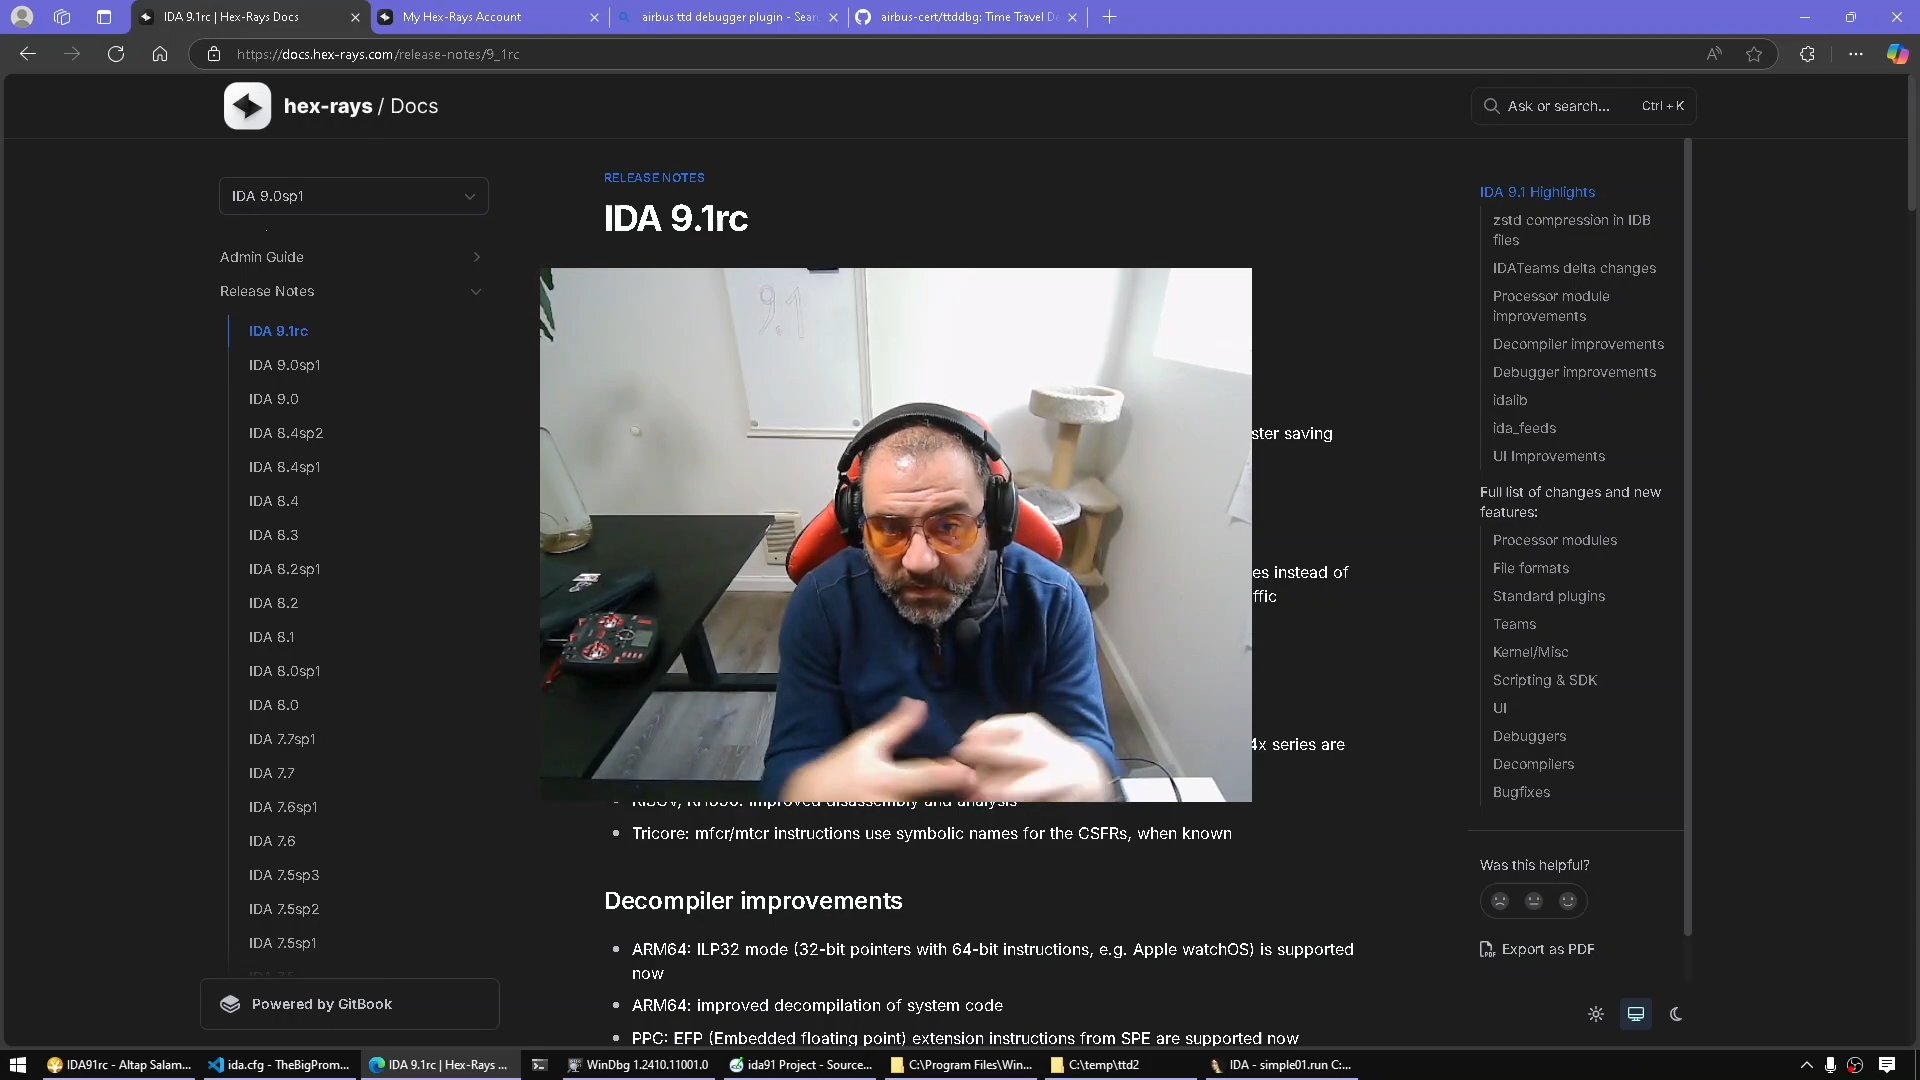 IDA 9.1rc | Hex-Rays Docs
My Hex-Rays Account
airbus ttd debugger plugin - Sear
airbus-cert/ttddbg: Time Travel D
https://docs.hex-rays.com/release-notes/9_1rc
hex-rays / Docs
Ask or search...
Ctrl + K
IDA 9.0sp1
Admin Guide
Release Notes
IDA 9.1rc
IDA 9.0sp1
IDA 9.0
IDA 8.4sp2
IDA 8.4sp1
IDA 8.4
IDA 8.3
IDA 8.2sp1
IDA 8.2
IDA 8.1
IDA 8.0sp1
IDA 8.0
IDA 7.7sp1
IDA 7.7
IDA 7.6sp1
IDA 7.6
IDA 7.5sp3
IDA 7.5sp2
IDA 7.5sp1
Powered by GitBook
RELEASE NOTES
IDA 9.1rc
9.1
ster saving
es instead of
ffic
4x series are
improved disassembly and analysis
Tricore: mfcr/mtcr instructions use symbolic names for the CSFRs, when known
Decompiler improvements
ARM64: ILP32 mode (32-bit pointers with 64-bit instructions, e.g. Apple watchOS) is supported
now
ARM64: improved decompilation of system code
PPC: EFP (Embedded floating point) extension instructions from SPE are supported now
IDA 9.1 Highlights
zstd compression in IDB
files
IDATeams delta changes
Processor module
improvements
Decompiler improvements
Debugger improvements
idalib
ida_feeds
UI Improvements
Full list of changes and new
features:
Processor modules
File formats
Standard plugins
Teams
Kernel/Misc
Scripting & SDK
UI
Debuggers
Decompilers
Bugfixes
Was this helpful?
Export as PDF
IDA91rc - Altap Salam...
ida.cfg - TheBigProm...
IDA 9.1rc | Hex-Rays ...
WinDbg 1.2410.11001.0
ida91 Project - Source...
C:\Program Files\Win...
C:\temp\ttd2
IDA - simple01.run C:...